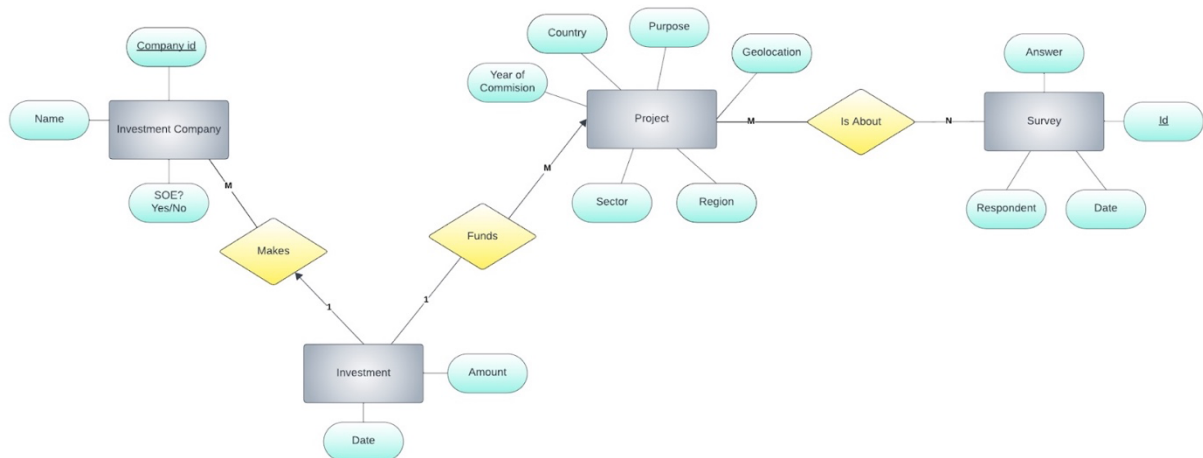 Company id
Name
Investment Company
SOE?
Yes/No
M
Makes
1
Investment
Amount
Date
1
Funds
M
Country
Purpose
Geolocation
Year of
Commision
Project
Sector
Region
M
Is About
N
Answer
Survey
Id
Respondent
Date